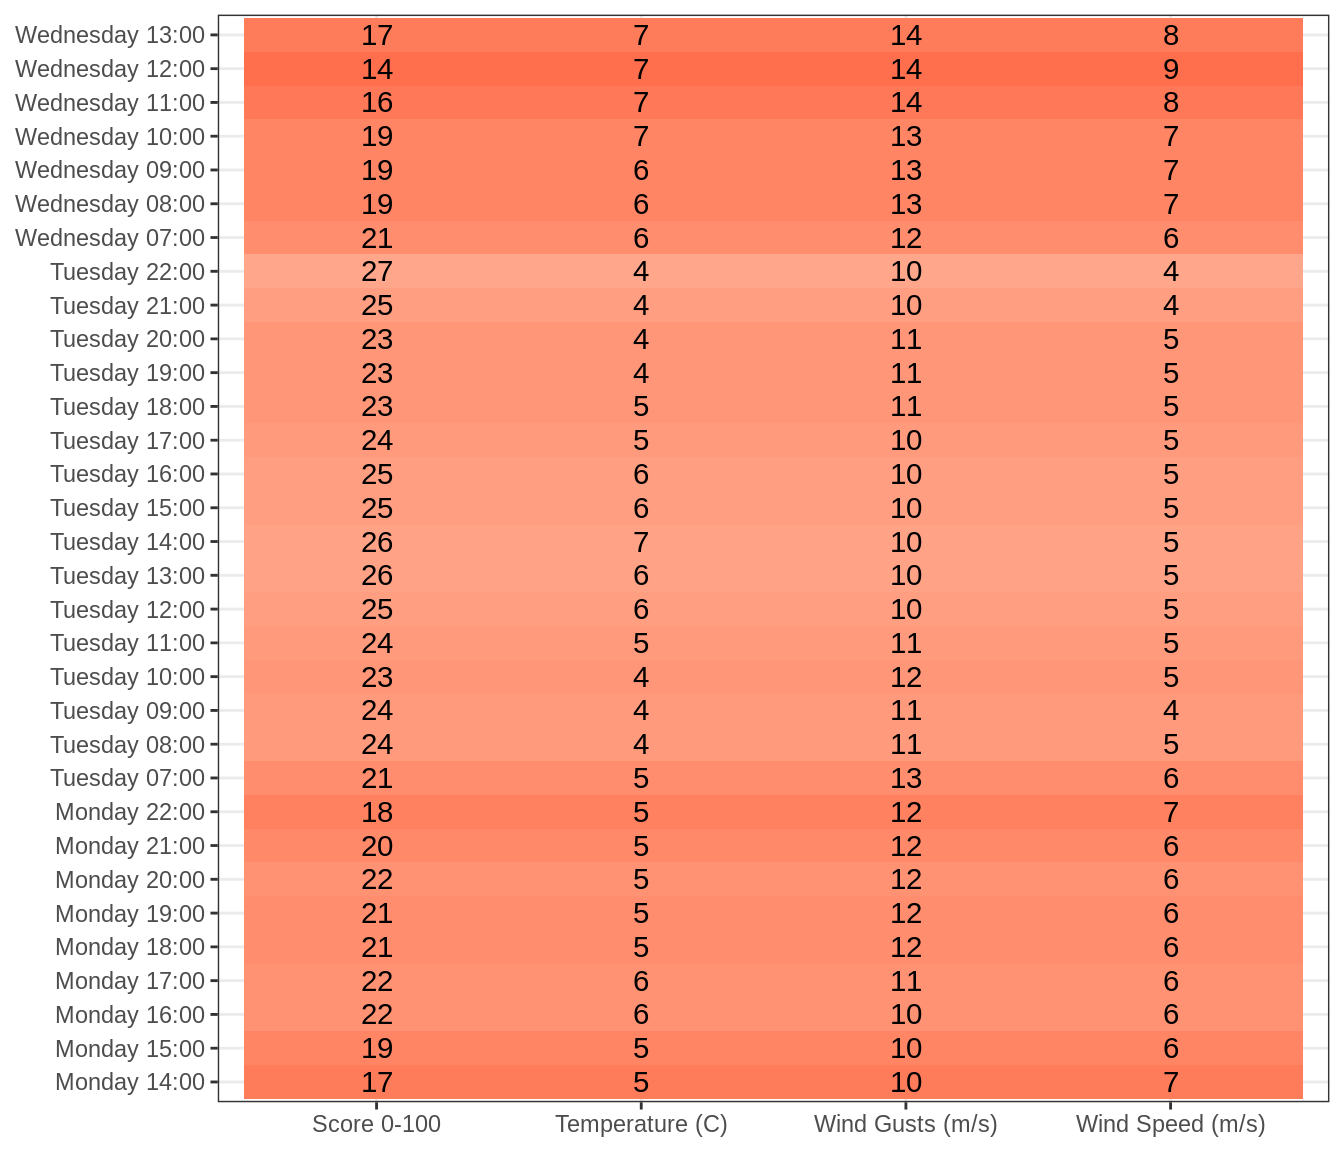 Wednesday 13:00 17 7 14 8
Wednesday 12:00 14 7 14 9
Wednesday 11:00 16 7 14 8
Wednesday 10:00 19 7 13 7
Wednesday 09:00 19 6 13 7
Wednesday 08:00 19 6 13 7
Wednesday 07:00 21 6 12 6
Tuesday 22:00 27 4 10 4
Tuesday 21:00 25 4 10 4
Tuesday 20:00 23 4 11 5
Tuesday 19:00 23 4 11 5
Tuesday 18:00 23 5 11 5
Tuesday 17:00 24 5 10 5
Tuesday 16:00 25 6 10 5
Tuesday 15:00 25 6 10 5
Tuesday 14:00 26 7 10 5
Tuesday 13:00 26 6 10 5
Tuesday 12:00 25 6 10 5
Tuesday 11:00 24 5 11 5
Tuesday 10:00 23 4 12 5
Tuesday 09:00 24 4 11 4
Tuesday 08:00 24 4 11 5
Tuesday 07:00 21 5 13 6
Monday 22:00 18 5 12 7
Monday 21:00 20 5 12 6
Monday 20:00 22 5 12 6
Monday 19:00 21 5 12 6
Monday 18:00 21 5 12 6
Monday 17:00 22 6 11 6
Monday 16:00 22 6 10 6
Monday 15:00 19 5 10 6
Monday 14:00 17 5 10 7
Score 0-100 Temperature (C) Wind Gusts (m/s) Wind Speed (m/s)